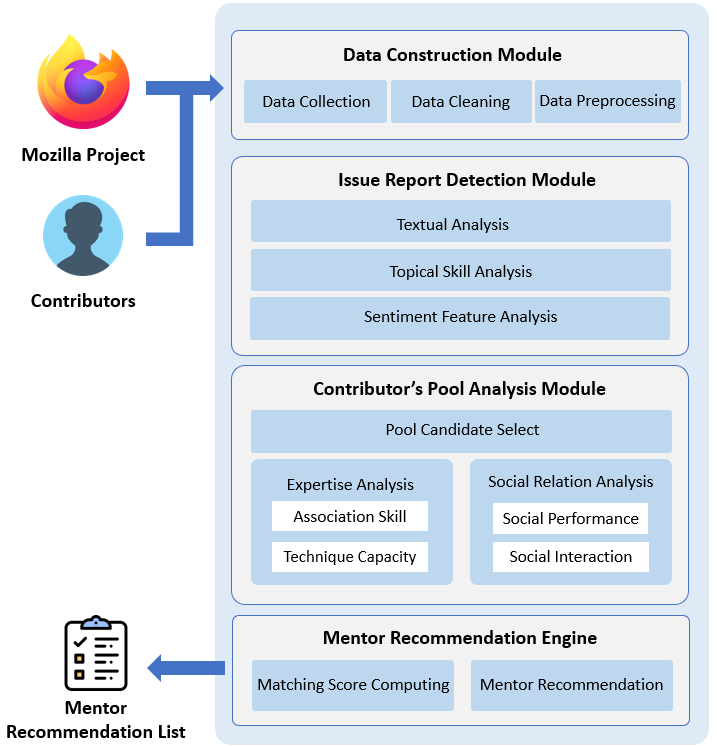 Mozilla Project
Contributors
Data Construction Module
Data Collection
Data Cleaning
Data Preprocessing
Issue Report Detection Module
Textual Analysis
Topical Skill Analysis
Sentiment Feature Analysis
Contributor’s Pool Analysis Module
Pool Candidate Select
Expertise Analysis
Association Skill
Technique Capacity
Social Relation Analysis
Social Performance
Social Interaction
Mentor Recommendation Engine
Matching Score Computing
Mentor Recommendation
Mentor
Recommendation List